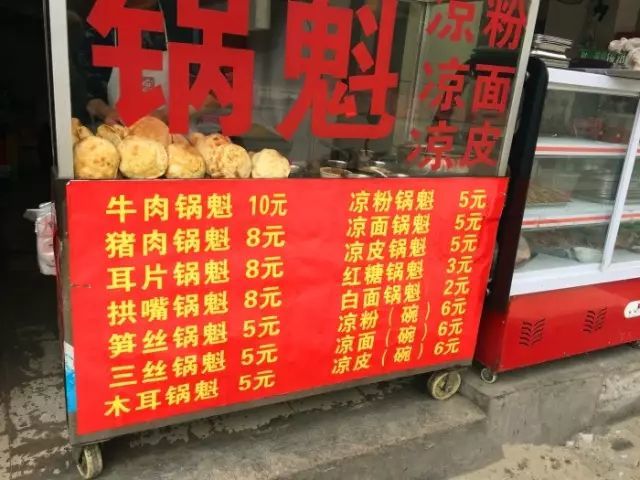 锅魁
凉粉
凉面
凉皮
牛肉锅魁 10元
猪肉锅魁 8元
耳片锅魁 8元
拱嘴锅魁 8元
笋丝锅魁 5元
三丝锅魁 5元
木耳锅魁 5元
凉粉锅魁 5元
凉面锅魁 5元
凉皮锅魁 5元
红糖锅魁 3元
白面锅魁 2元
凉粉（碗）6元
凉面（碗）6元
凉皮（碗）6元